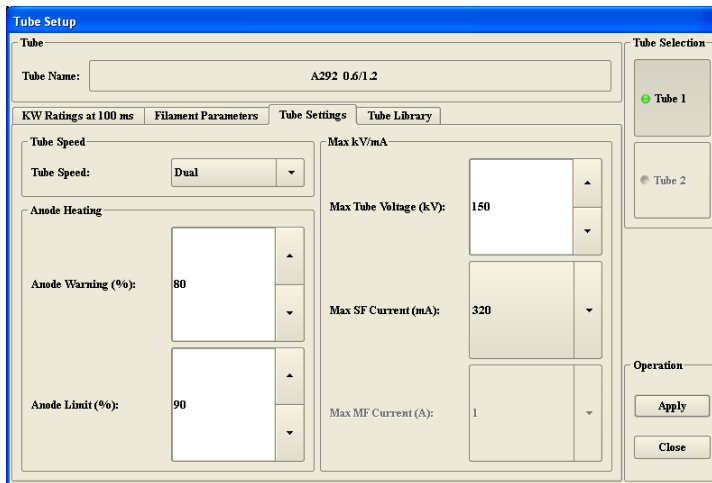 Tube Setup
Tube
Tube Name: A292 0.6/1.2
KW Ratings at 100 ms Filament Parameters Tube Settings Tube Library
Tube Speed
Tube Speed: Dual
Anode Heating
Anode Warning (%): 80
Anode Limit (%): 90
Max kV/mA
Max Tube Voltage (kV): 150
Max SF Current (mA): 320
Max MF Current (A): 1
Tube Selection
Tube 1
Tube 2
Operation
Apply
Close